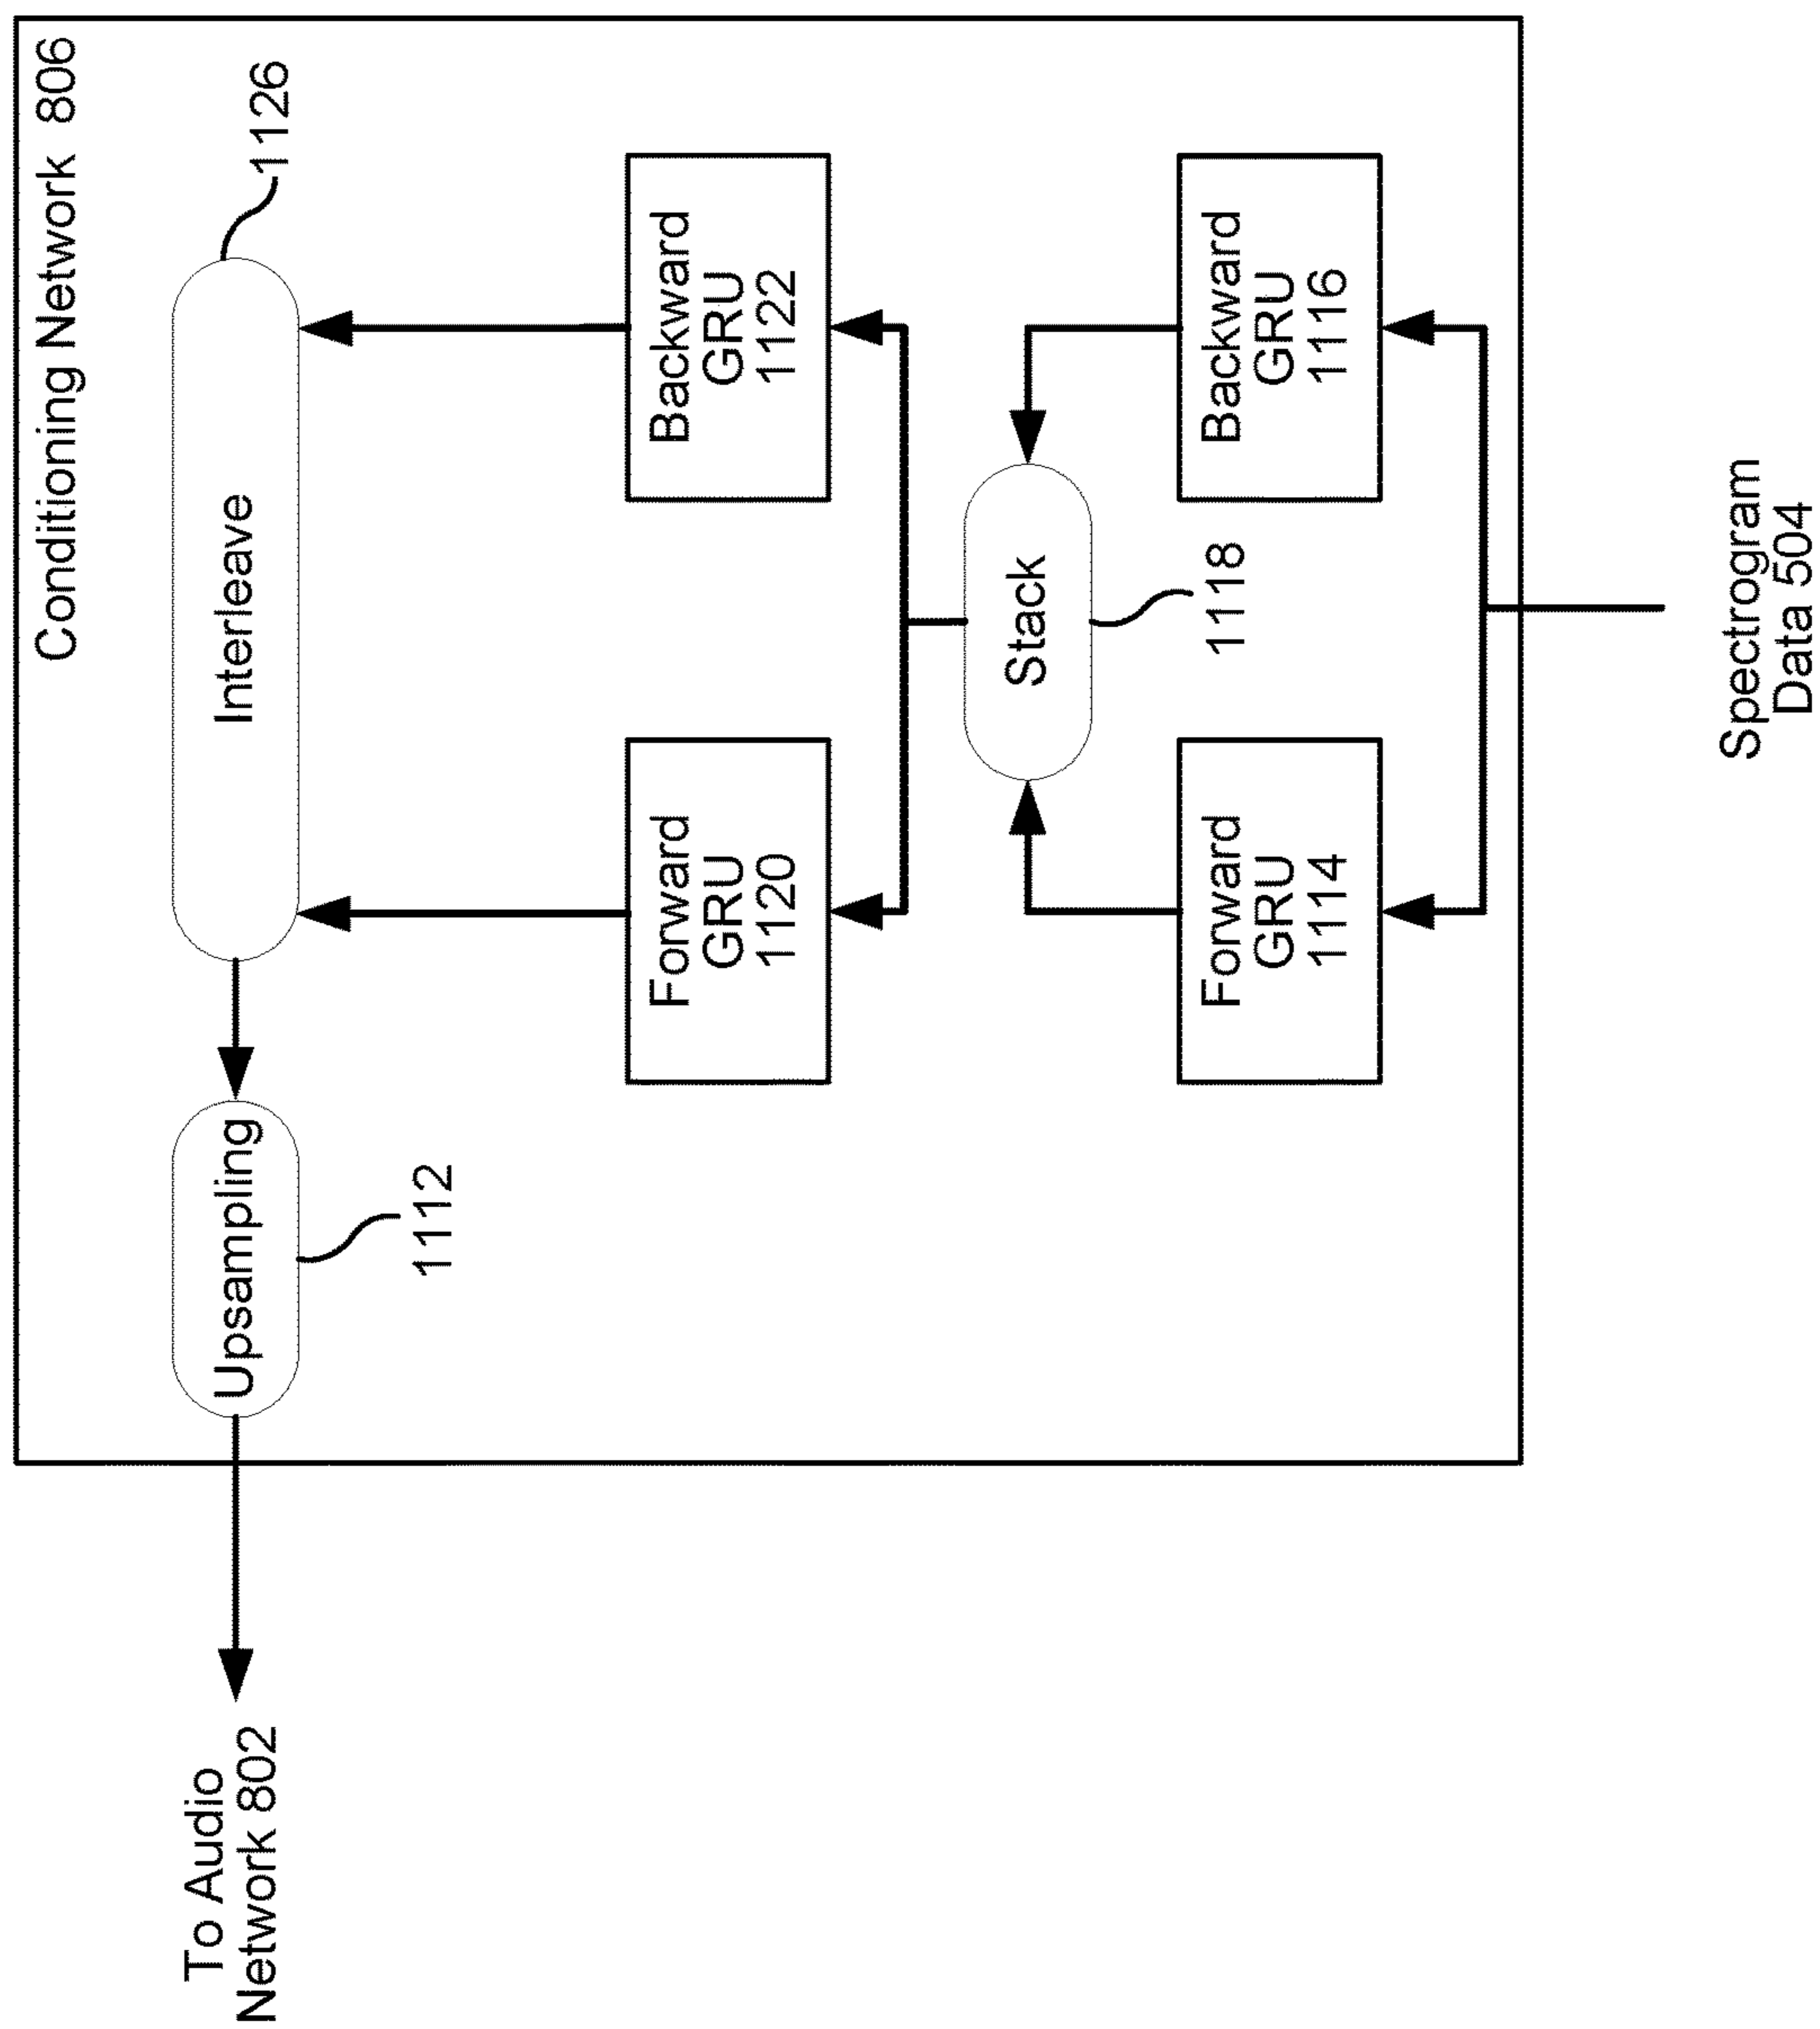 Conditioning Network 806
1126
Interleave
Upsampling
1112
To Audio
Network 802
Backward
GRU
1122
Forward
GRU
1120
Stack
1118
Backward
GRU
1116
Forward
GRU
1114
Spectrogram
Data 504